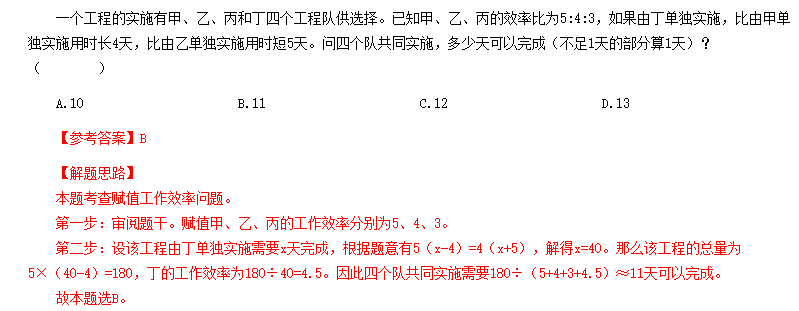 一个工程的实施有甲、乙、丙和丁四个工程队供选择。已知甲、乙、丙的效率比为5:4:3，如果由丁单独实施，比由甲单
独实施用时长4天，比由乙单独实施用时短5天。问四个队共同实施，多少天可以完成（不足1天的部分算1天）？
（　　　）
A.10 B.11 C.12 D.13
【参考答案】B
【解题思路】
本题考查赋值工作效率问题。
第一步：审阅题干。赋值甲、乙、丙的工作效率分别为5、4、3。
第二步：设该工程由丁单独实施需要x天完成，根据题意有5（x-4）=4（x+5），解得x=40。那么该工程的总量为
5×（40-4）=180，丁的工作效率为180÷40=4.5。因此四个队共同实施需要180÷（5+4+3+4.5）≈11天可以完成。
故本题选B。